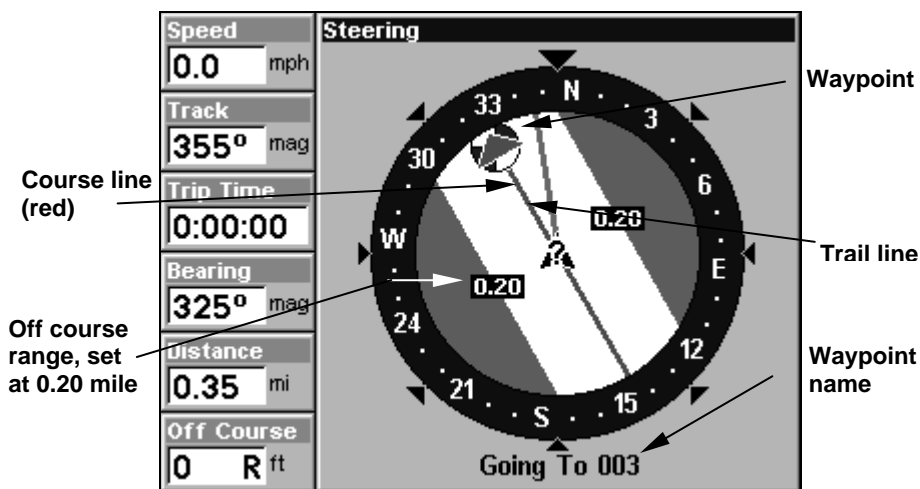 Speed
0.0 mph
Track
355º mag
Trip Time
0:00:00
Bearing
325º mag
Distance
0.35 mi
Off Course
0 R ft
Steering
N
3
6
E
12
15
S
21
24
W
30
33
0.20
0.20
?
Going To 003
Course line
(red)
Off course
range, set
at 0.20 mile
Waypoint
Trail line
Waypoint
name